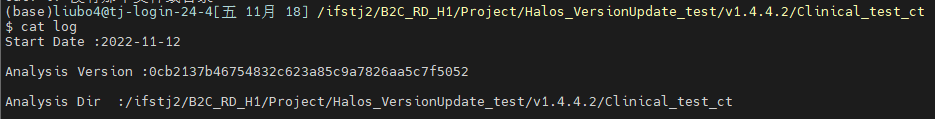 (base)liubo4@tj-login-24-4[五 11月 18] /ifstj2/B2C_RD_H1/Project/Halos_VersionUpdate_test/v1.4.4.2/Clinical_test_ct
$ cat log
Start Date :2022-11-12
Analysis Version :0cb2137b46754832c623a85c9a7826aa5c7f5052
Analysis Dir  :/ifstj2/B2C_RD_H1/Project/Halos_VersionUpdate_test/v1.4.4.2/Clinical_test_ct